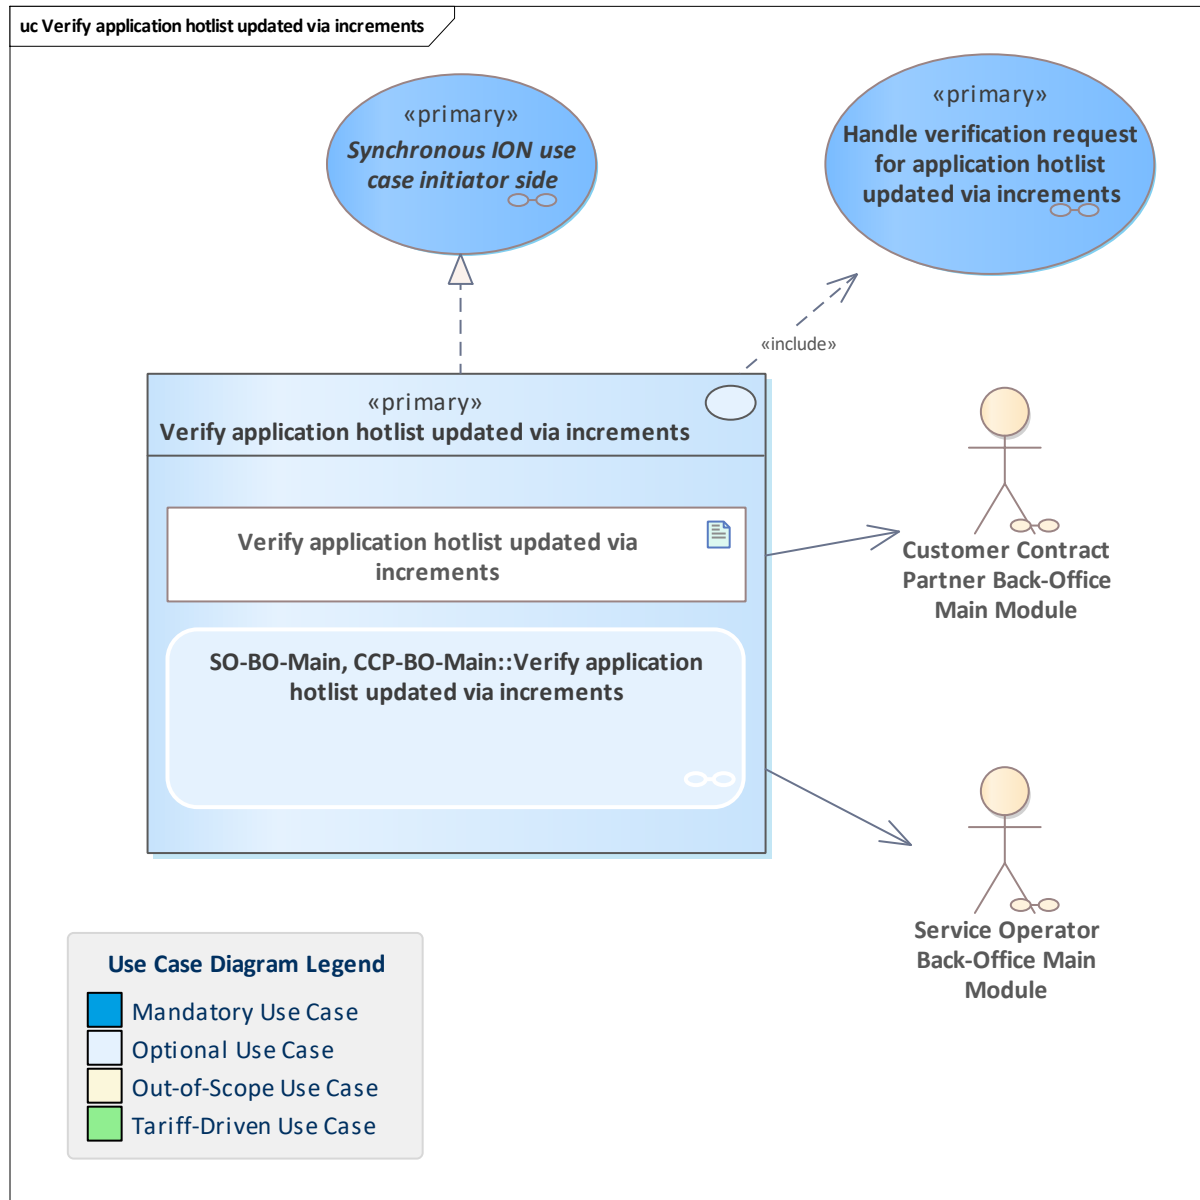 uc Verify application hotlist updated via increments
«primary»
Synchronous ION use
case initiator side
«primary»
Handle verification request
for application hotlist
updated via increments
«include»
«primary»
Verify application hotlist updated via increments
Verify application hotlist updated via
increments
SO-BO-Main, CCP-BO-Main::Verify application
hotlist updated via increments
Customer Contract
Partner Back-Office
Main Module
Service Operator
Back-Office Main
Module
Use Case Diagram Legend
Mandatory Use Case
Optional Use Case
Out-of-Scope Use Case
Tariff-Driven Use Case